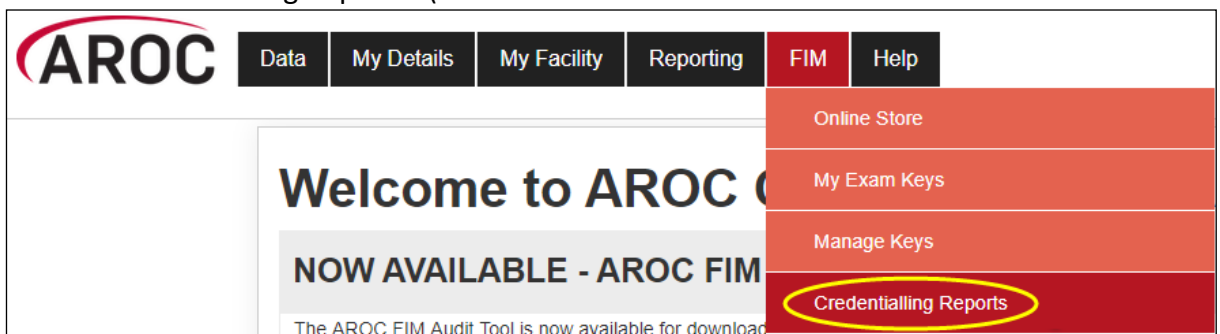 AROC
Data My Details My Facility Reporting FIM Help
Online Store
My Exam Keys
Manage Keys
Credentialling Reports
Welcome to AROC
NOW AVAILABLE - AROC FIM
The AROC FIM Audit Tool is now available for download